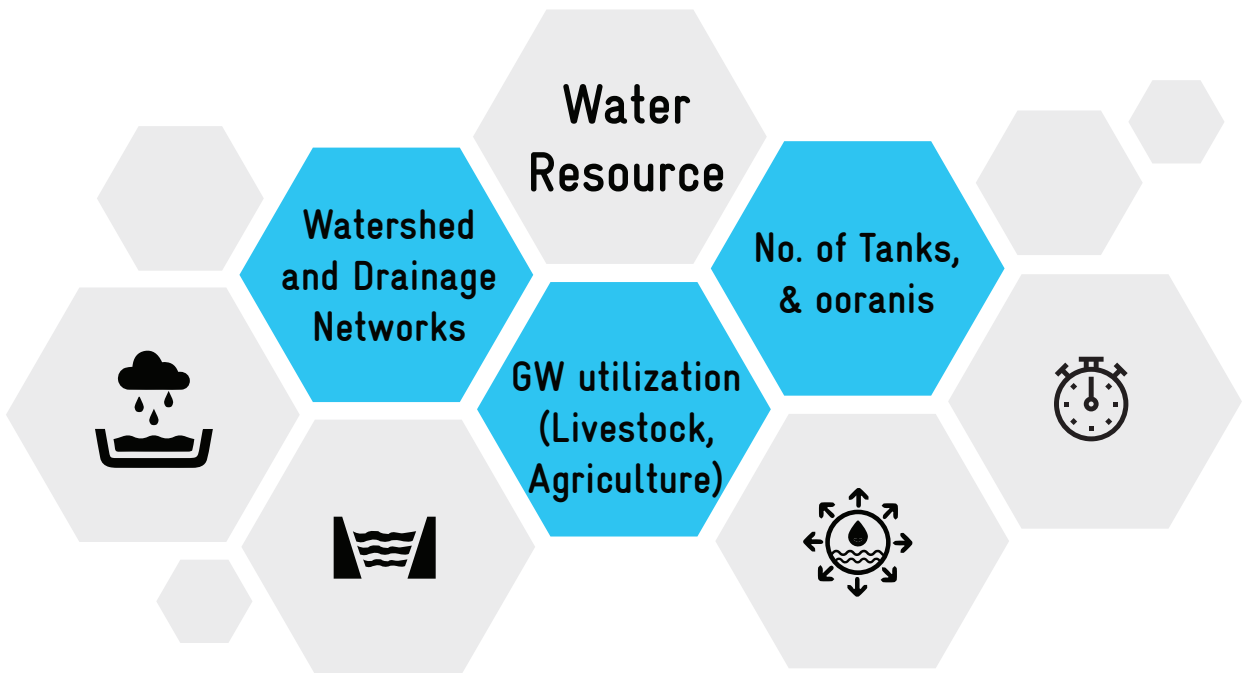 Water
Resource
Watershed
and Drainage
Networks
No. of Tanks,
& ooranis
GW utilization
(Livestock,
Agriculture)